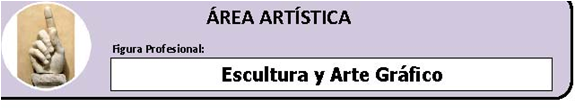 ÁREA ARTÍSTICA
Figura Profesional:
Escultura y Arte Gráfico